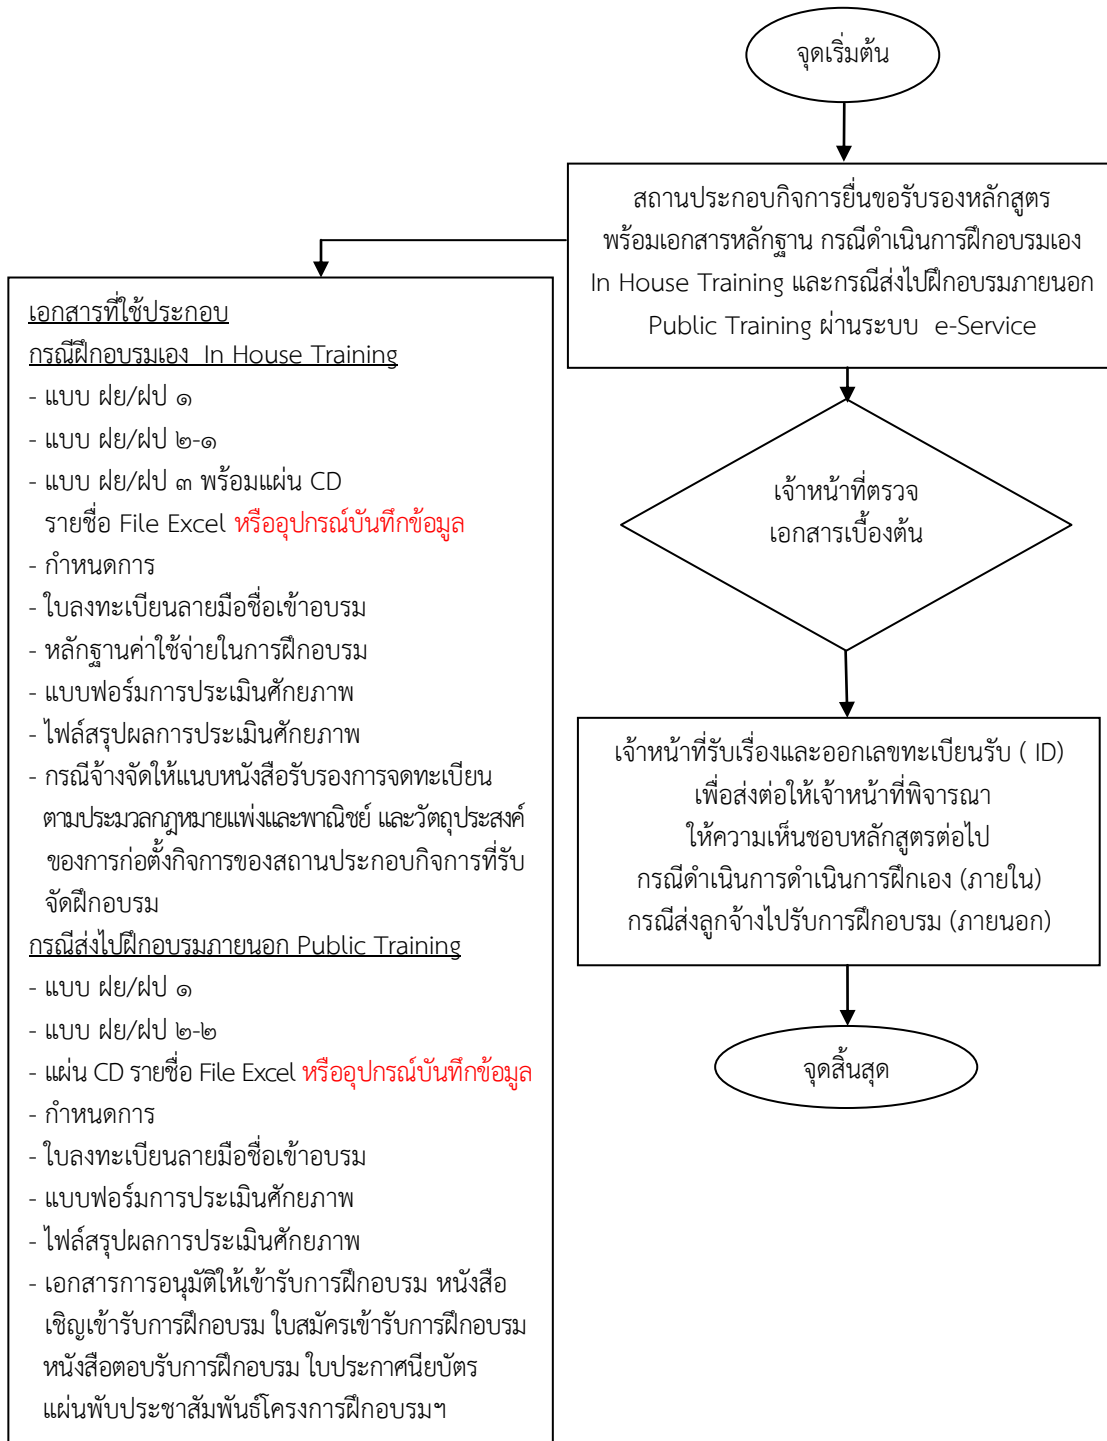 จุดเริ่มต้น
สถานประกอบกิจการยื่นขอรับรองหลักสูตร
พร้อมเอกสารหลักฐาน กรณีดำเนินการฝึกอบรมเอง
In House Training และกรณีส่งไปฝึกอบรมภายนอก
Public Training ผ่านระบบ e-Service
เอกสารที่ใช้ประกอบ
กรณีฝึกอบรมเอง In House Training
- แบบ ฝย/ฝป ๑
- แบบ ฝย/ฝป ๒-๑
- แบบ ฝย/ฝป ๓ พร้อมแผ่น CD
รายชื่อ File Excel หรืออุปกรณ์บันทึกข้อมูล
- กำหนดการ
- ใบลงทะเบียนลายมือชื่อเข้าอบรม
- หลักฐานค่าใช้จ่ายในการฝึกอบรม
- แบบฟอร์มการประเมินศักยภาพ
- ไฟล์สรุปผลการประเมินศักยภาพ
- กรณีจ้างจัดให้แนบหนังสือรับรองการจดทะเบียน
ตามประมวลกฎหมายแพ่งและพาณิชย์ และวัตถุประสงค์
ของการก่อตั้งกิจการของสถานประกอบกิจการที่รับ
จัดฝึกอบรม
กรณีส่งไปฝึกอบรมภายนอก Public Training
- แบบ ฝย/ฝป ๑
- แบบ ฝย/ฝป ๒-๒
- แผ่น CD รายชื่อ File Excel หรืออุปกรณ์บันทึกข้อมูล
- กำหนดการ
- ใบลงทะเบียนลายมือชื่อเข้าอบรม
- แบบฟอร์มการประเมินศักยภาพ
- ไฟล์สรุปผลการประเมินศักยภาพ
- เอกสารการอนุมัติให้เข้ารับการฝึกอบรม หนังสือ
เชิญเข้ารับการฝึกอบรม ใบสมัครเข้ารับการฝึกอบรม
หนังสือตอบรับการฝึกอบรม ใบประกาศนียบัตร
แผ่นพับประชาสัมพันธ์โครงการฝึกอบรมฯ
เจ้าหน้าที่ตรวจ
เอกสารเบื้องต้น
เจ้าหน้าที่รับเรื่องและออกเลขทะเบียนรับ ( ID)
เพื่อส่งต่อให้เจ้าหน้าที่พิจารณา
ให้ความเห็นชอบหลักสูตรต่อไป
กรณีดำเนินการดำเนินการฝึกเอง (ภายใน)
กรณีส่งลูกจ้างไปรับการฝึกอบรม (ภายนอก)
จุดสิ้นสุด